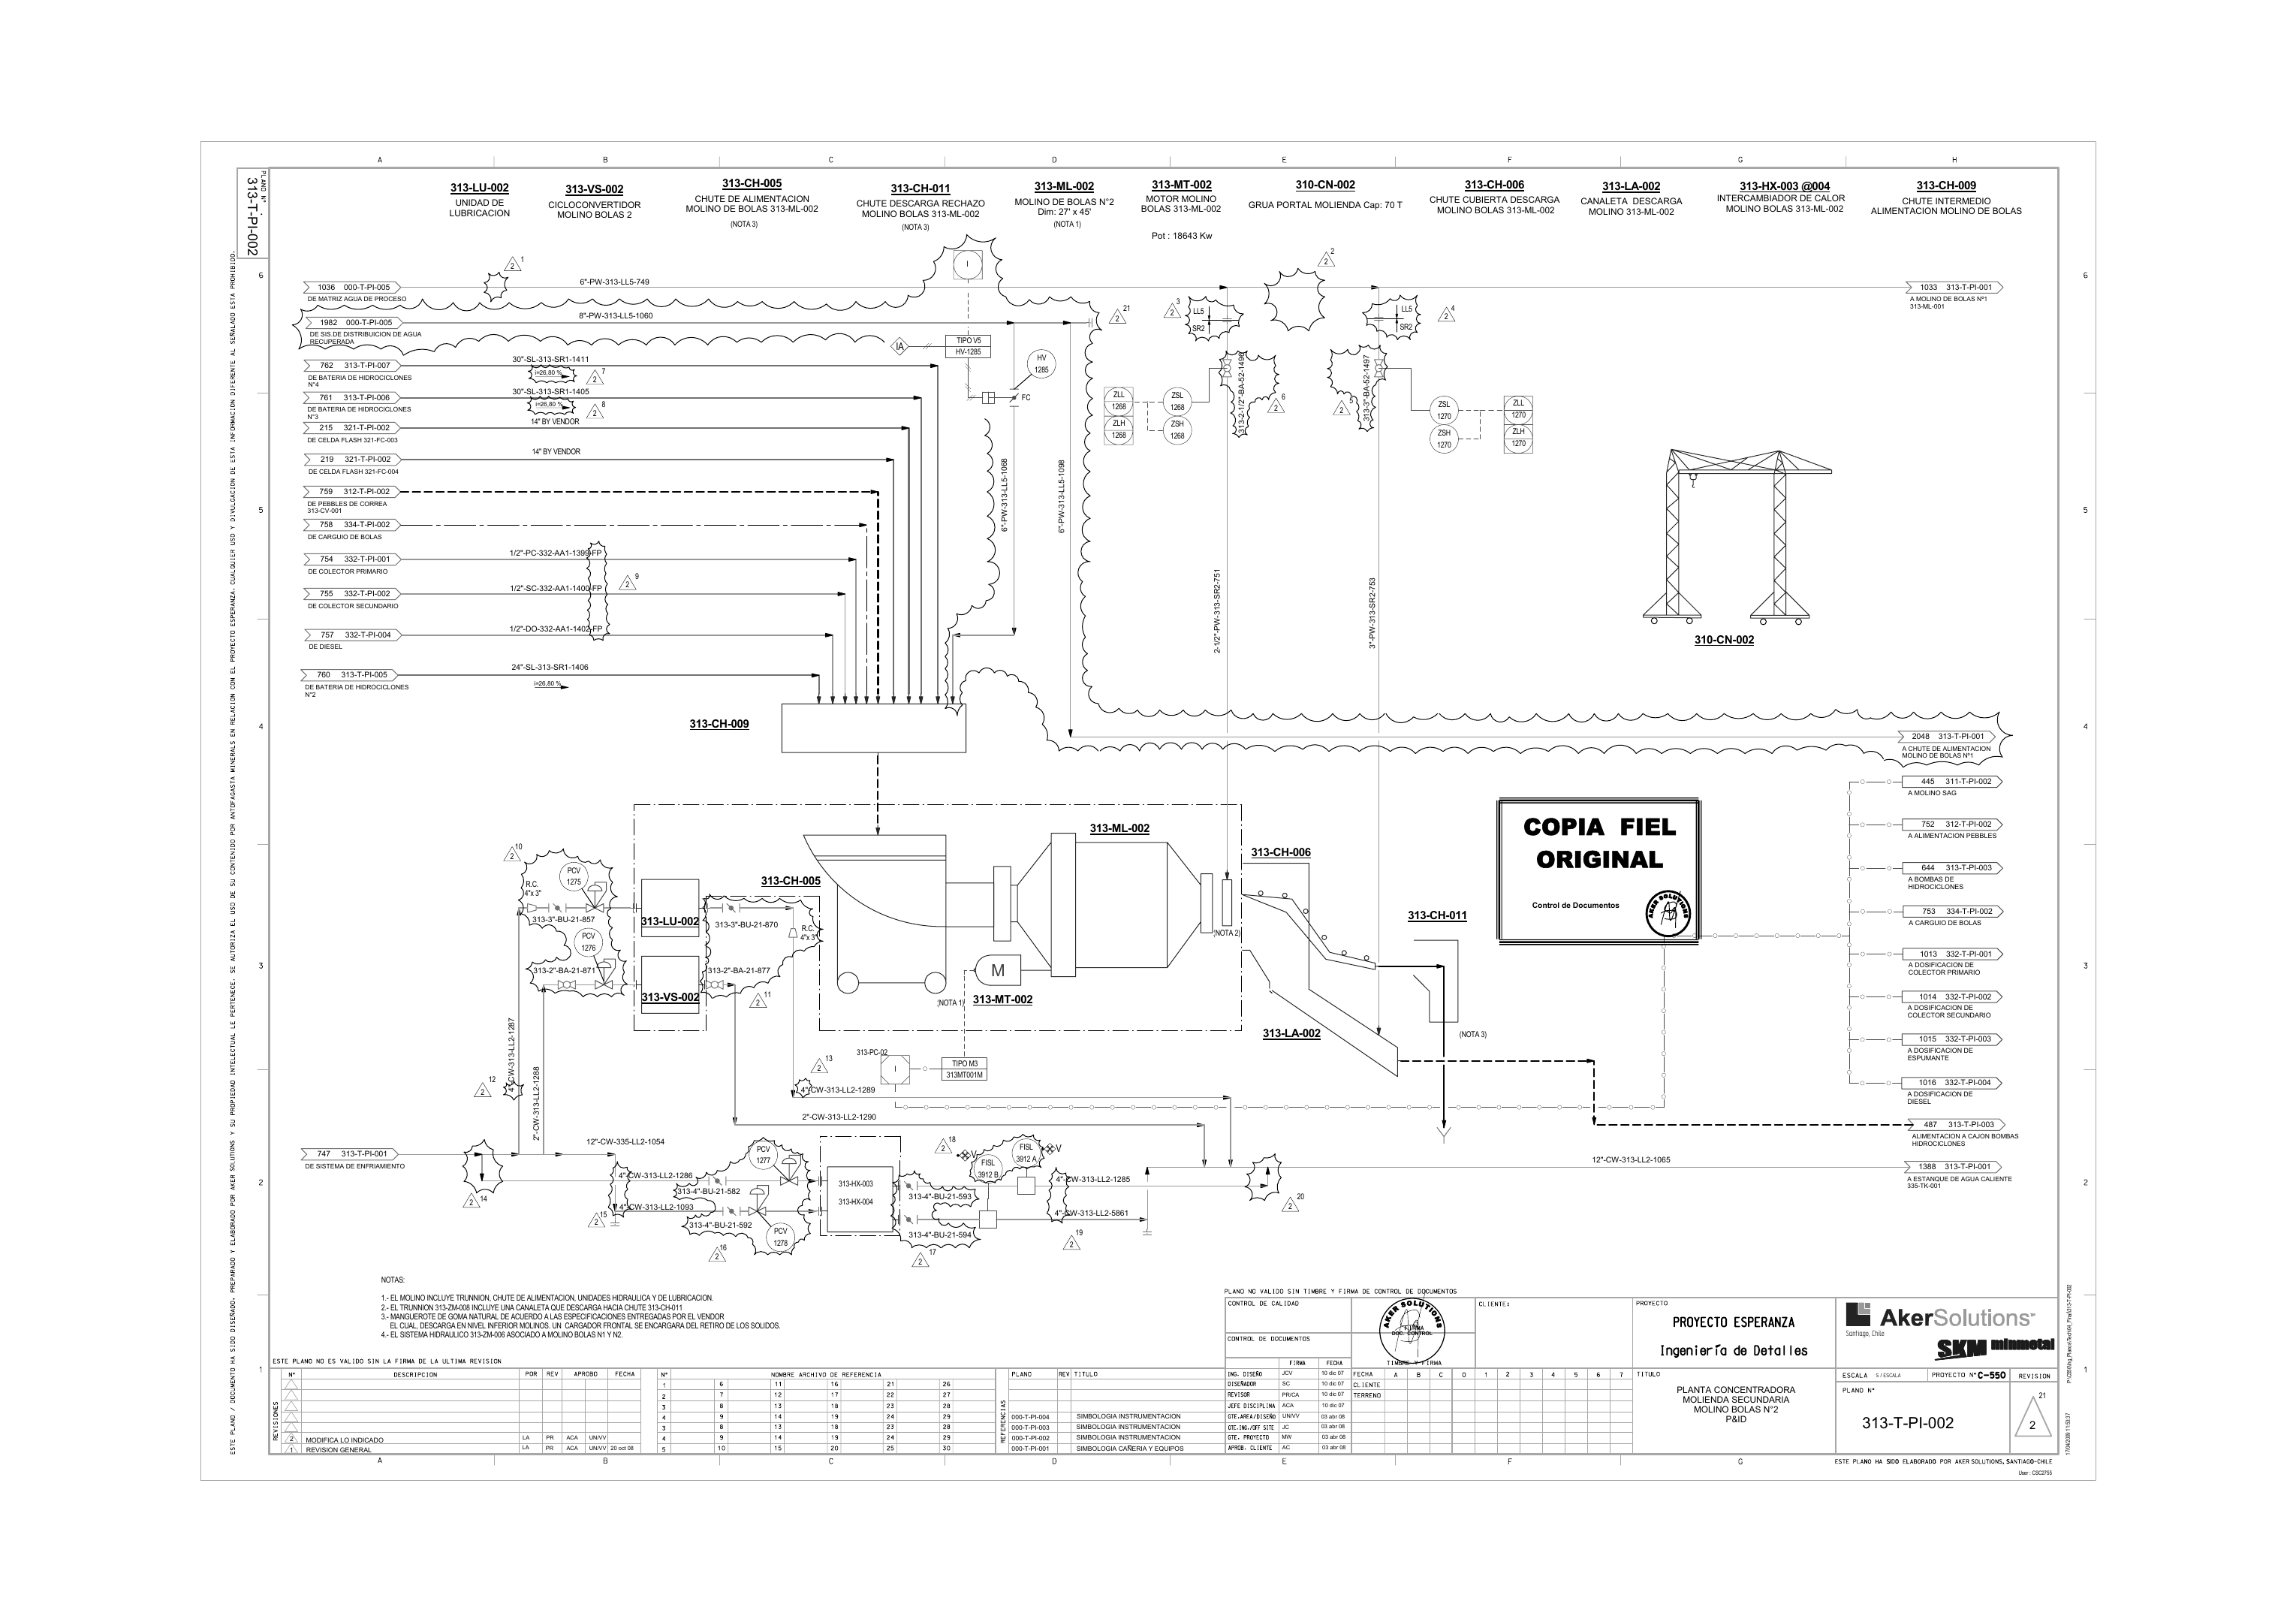 A B C D E F G H
PLANO N°
313-T-PI-002
313-LU-002
UNIDAD DE
LUBRICACION
313-VS-002
CICLOCONVERTIDOR
MOLINO BOLAS 2
313-CH-005
CHUTE DE ALIMENTACION
MOLINO DE BOLAS 313-ML-002
(NOTA 3)
313-CH-011
CHUTE DESCARGA RECHAZO
MOLINO BOLAS 313-ML-002
(NOTA 3)
313-ML-002
MOLINO DE BOLAS N°2
Dim: 27' x 45'
(NOTA 1)
313-MT-002
MOTOR MOLINO
BOLAS 313-ML-002
Pot : 18643 Kw
310-CN-002
GRUA PORTAL MOLIENDA Cap: 70 T
313-CH-006
CHUTE CUBIERTA DESCARGA
MOLINO BOLAS 313-ML-002
313-LA-002
CANALETA DESCARGA
MOLINO 313-ML-002
313-HX-003 @004
INTERCAMBIADOR DE CALOR
MOLINO BOLAS 313-ML-002
313-CH-009
CHUTE INTERMEDIO
ALIMENTACION MOLINO DE BOLAS
6
5
4
3
2
1
1036 000-T-PI-005
DE MATRIZ AGUA DE PROCESO
6"-PW-313-LL5-749
1033 313-T-PI-001
A MOLINO DE BOLAS Nº1
313-ML-001
1982 000-T-PI-005
DE SIS.DE DISTRIBUCION DE AGUA
RECUPERADA
8"-PW-313-LL5-1060
762 313-T-PI-007
DE BATERIA DE HIDROCICLONES
N°4
30"-SL-313-SR1-1411
i=26,80 %
761 313-T-PI-006
DE BATERIA DE HIDROCICLONES
N°3
30"-SL-313-SR1-1405
i=26,80 %
215 321-T-PI-002
DE CELDA FLASH 321-FC-003
14" BY VENDOR
219 321-T-PI-002
DE CELDA FLASH 321-FC-004
14" BY VENDOR
759 312-T-PI-002
DE PEBBLES DE CORREA
313-CV-001
758 334-T-PI-002
DE CARGUIO DE BOLAS
754 332-T-PI-001
DE COLECTOR PRIMARIO
1/2"-PC-332-AA1-1399-FP
755 332-T-PI-002
DE COLECTOR SECUNDARIO
1/2"-SC-332-AA1-1400-FP
757 332-T-PI-004
DE DIESEL
1/2"-DO-332-AA1-1402-FP
760 313-T-PI-005
DE BATERIA DE HIDROCICLONES
N°2
24"-SL-313-SR1-1406
i=26,80 %
I
IA
TIPO V5
HV-1285
HV
1285
FC
6"-PW-313-LL5-1068
6"-PW-313-LL5-1098
LL5
SR2
LL5
SR2
ZLL
1268
ZLH
1268
ZSL
1268
ZSH
1268
313-2-1/2"-BA-52-1496
313-3"-BA-52-1497
ZSL
1270
ZSH
1270
ZLL
1270
ZLH
1270
2-1/2"-PW-313-SR2-751
3"-PW-313-SR2-753
310-CN-002
313-CH-009
2048 313-T-PI-001
A CHUTE DE ALIMENTACION
MOLINO DE BOLAS Nº1
445 311-T-PI-002
A MOLINO SAG
752 312-T-PI-002
A ALIMENTACION PEBBLES
644 313-T-PI-003
A BOMBAS DE
HIDROCICLONES
753 334-T-PI-002
A CARGUIO DE BOLAS
1013 332-T-PI-001
A DOSIFICACION DE
COLECTOR PRIMARIO
1014 332-T-PI-002
A DOSIFICACION DE
COLECTOR SECUNDARIO
1015 332-T-PI-003
A DOSIFICACION DE
ESPUMANTE
1016 332-T-PI-004
A DOSIFICACION DE
DIESEL
487 313-T-PI-003
ALIMENTACION A CAJON BOMBAS
HIDROCICLONES
1388 313-T-PI-001
A ESTANQUE DE AGUA CALIENTE
335-TK-001
COPIA FIEL
ORIGINAL
Control de Documentos
AKER SOLUTIONS
R.C.
4"x 3"
PCV
1275
313-3"-BU-21-857
PCV
1276
313-2"-BA-21-871
313-LU-002
313-VS-002
313-3"-BU-21-870
313-2"-BA-21-877
R.C.
4"x 3"
313-CH-005
313-ML-002
313-CH-006
313-CH-011
(NOTA 2)
M
313-MT-002
(NOTA 1)
313-LA-002
(NOTA 3)
313-PC-02
I
TIPO M3
313MT001M
4"-CW-313-LL2-1287
2"-CW-313-LL2-1288
4"-CW-313-LL2-1289
2"-CW-313-LL2-1290
747 313-T-PI-001
DE SISTEMA DE ENFRIAMIENTO
12"-CW-335-LL2-1054
4"-CW-313-LL2-1286
4"-CW-313-LL2-1093
313-4"-BU-21-582
313-4"-BU-21-592
PCV
1277
PCV
1278
313-HX-003
313-HX-004
313-4"-BU-21-593
313-4"-BU-21-594
FISL
3912 B
FISL
3912 A
V
V
4"-CW-313-LL2-1285
4"-CW-313-LL2-5861
12"-CW-313-LL2-1065
NOTAS:
1.- EL MOLINO INCLUYE TRUNNION, CHUTE DE ALIMENTACION, UNIDADES HIDRAULICA Y DE LUBRICACION.
2.- EL TRUNNION 313-ZM-008 INCLUYE UNA CANALETA QUE DESCARGA HACIA CHUTE 313-CH-011
3.- MANGUEROTE DE GOMA NATURAL DE ACUERDO A LAS ESPECIFICACIONES ENTREGADAS POR EL VENDOR
EL CUAL, DESCARGA EN NIVEL INFERIOR MOLINOS. UN CARGADOR FRONTAL SE ENCARGARA DEL RETIRO DE LOS SOLIDOS.
4.- EL SISTEMA HIDRAULICO 313-ZM-006 ASOCIADO A MOLINO BOLAS N1 Y N2.
ESTE PLANO NO ES VALIDO SIN LA FIRMA DE LA ULTIMA REVISION
PLANO NO VALIDO SIN TIMBRE Y FIRMA DE CONTROL DE DOCUMENTOS
N° DESCRIPCION POR REV APROBO FECHA
2 MODIFICA LO INDICADO LA PR ACA UN/VV
1 REVISION GENERAL LA PR ACA UN/VV 20 oct 08
REVISIONES
N° NOMBRE ARCHIVO DE REFERENCIA
1 6 11 16 21 26
2 7 12 17 22 27
3 8 13 18 23 28
4 9 14 19 24 29
3 8 13 18 23 28
4 9 14 19 24 29
5 10 15 20 25 30
REFERENCIAS
PLANO REV TITULO
000-T-PI-004 SIMBOLOGIA INSTRUMENTACION
000-T-PI-003 SIMBOLOGIA INSTRUMENTACION
000-T-PI-002 SIMBOLOGIA INSTRUMENTACION
000-T-PI-001 SIMBOLOGIA CAÑERIA Y EQUIPOS
CONTROL DE CALIDAD
CONTROL DE DOCUMENTOS
AKER SOLUTIONS
FIRMA
DOC. CONTROL
TIMBRE Y FIRMA
CLIENTE:
FIRMA FECHA
ING. DISEÑO JCV 10 dic 07
DISEÑADOR SC 10 dic 07
REVISOR PR/CA 10 dic 07
JEFE DISCIPLINA ACA 10 dic 07
GTE.AREA/DISEÑO UN/VV 03 abr 08
GTE.ING./OFF SITE JC 03 abr 08
GTE. PROYECTO MW 03 abr 08
APROB. CLIENTE AC 03 abr 08
FECHA A B C 0 1 2 3 4 5 6 7
CLIENTE
TERRENO
PROYECTO
PROYECTO ESPERANZA
Ingeniería de Detalles
TITULO
PLANTA CONCENTRADORA
MOLIENDA SECUNDARIA
MOLINO BOLAS N°2
P&ID
AkerSolutions
Santiago, Chile
SKM minmetal
ESCALA S / ESCALA
PROYECTO N° C-550
REVISION
PLANO N°
313-T-PI-002
21
2
ESTE PLANO HA SIDO ELABORADO POR AKER SOLUTIONS, SANTIAGO-CHILE
User : CSC2755
17/04/2009 11:53:37
ESTE PLANO / DOCUMENTO HA SIDO DISEÑADO, PREPARADO Y ELABORADO POR AKER SOLUTIONS Y SU PROPIEDAD INTELECTUAL LE PERTENECE. SE AUTORIZA EL USO DE SU CONTENIDO POR ANTOFAGASTA MINERALS EN RELACION CON EL PROYECTO ESPERANZA. CUALQUIER USO Y DIVULGACION DE ESTA INFORMACION DIFERENTE AL SEÑALADO ESTA PROHIBIDO.